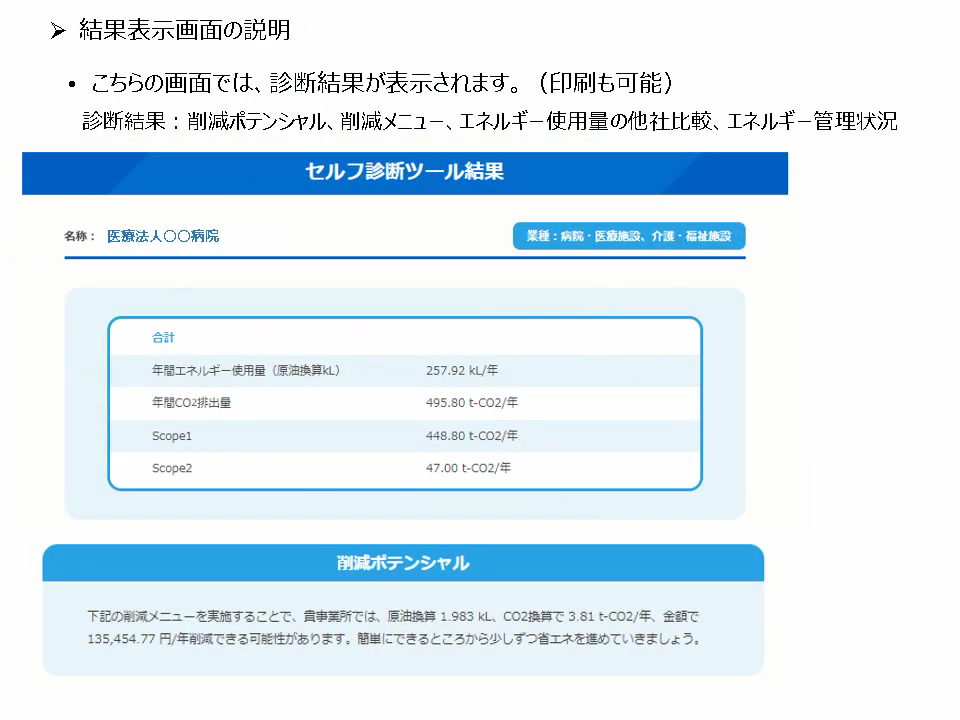 ➢ 結果表示画面の説明
• こちらの画面では、診断結果が表示されます。（印刷も可能）
診断結果：削減ポテンシャル、削減メニュー、エネルギー使用量の他社比較、エネルギー管理状況
セルフ診断ツール結果
名称： 医療法人〇〇病院
業種：病院・医療施設、介護・福祉施設
合計
年間エネルギー使用量（原油換算kL） 257.92 kL/年
年間CO2排出量 495.80 t-CO2/年
Scope1 448.80 t-CO2/年
Scope2 47.00 t-CO2/年
削減ポテンシャル
下記の削減メニューを実施することで、貴事業所では、原油換算 1.983 kL、CO2換算で 3.81 t-CO2/年、金額で
135,454.77 円/年削減できる可能性があります。簡単にできるところから少しずつ省エネを進めていきましょう。